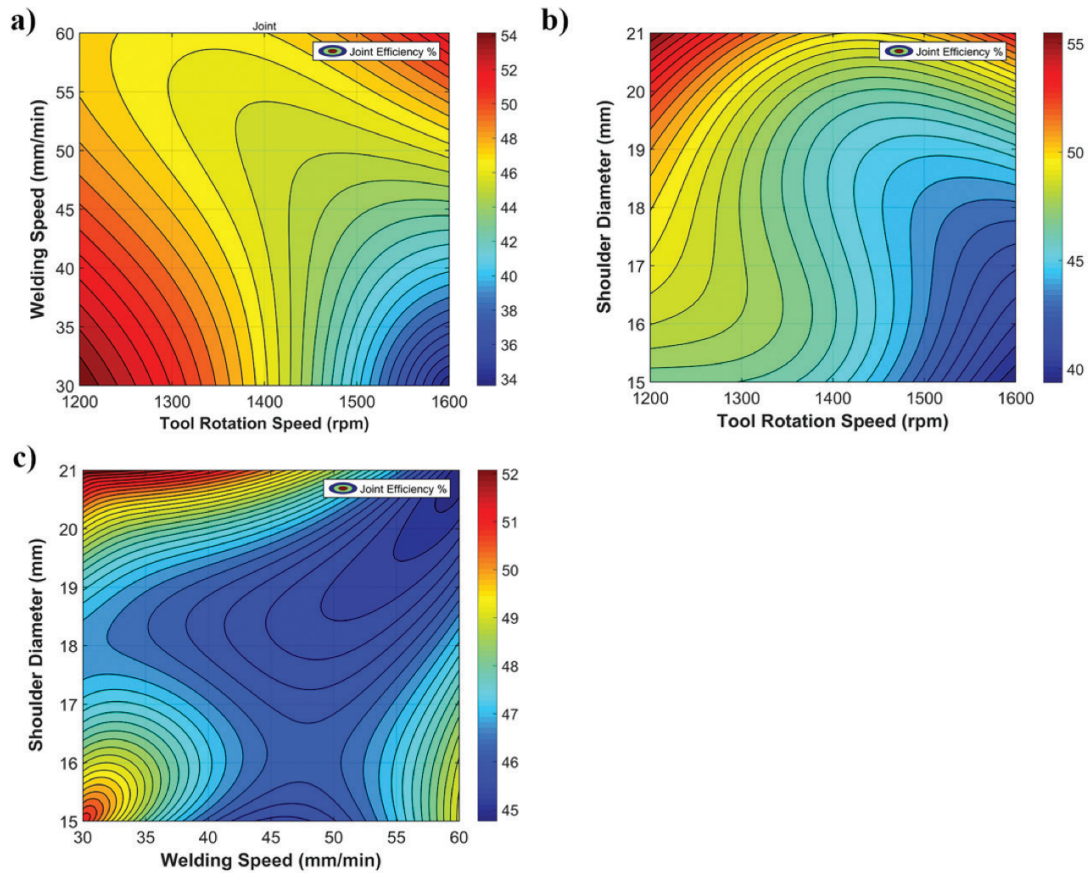 a)
Joint
Joint Efficiency %
60
55
50
45
40
35
30
Welding Speed (mm/min)
1200 1300 1400 1500 1600
Tool Rotation Speed (rpm)
54
52
50
48
46
44
42
40
38
36
34
b)
Joint Efficiency %
21
20
19
18
17
16
15
Shoulder Diameter (mm)
1200 1300 1400 1500 1600
Tool Rotation Speed (rpm)
55
50
45
40
c)
Joint Efficiency %
21
20
19
18
17
16
15
Shoulder Diameter (mm)
30 35 40 45 50 55 60
Welding Speed (mm/min)
52
51
50
49
48
47
46
45